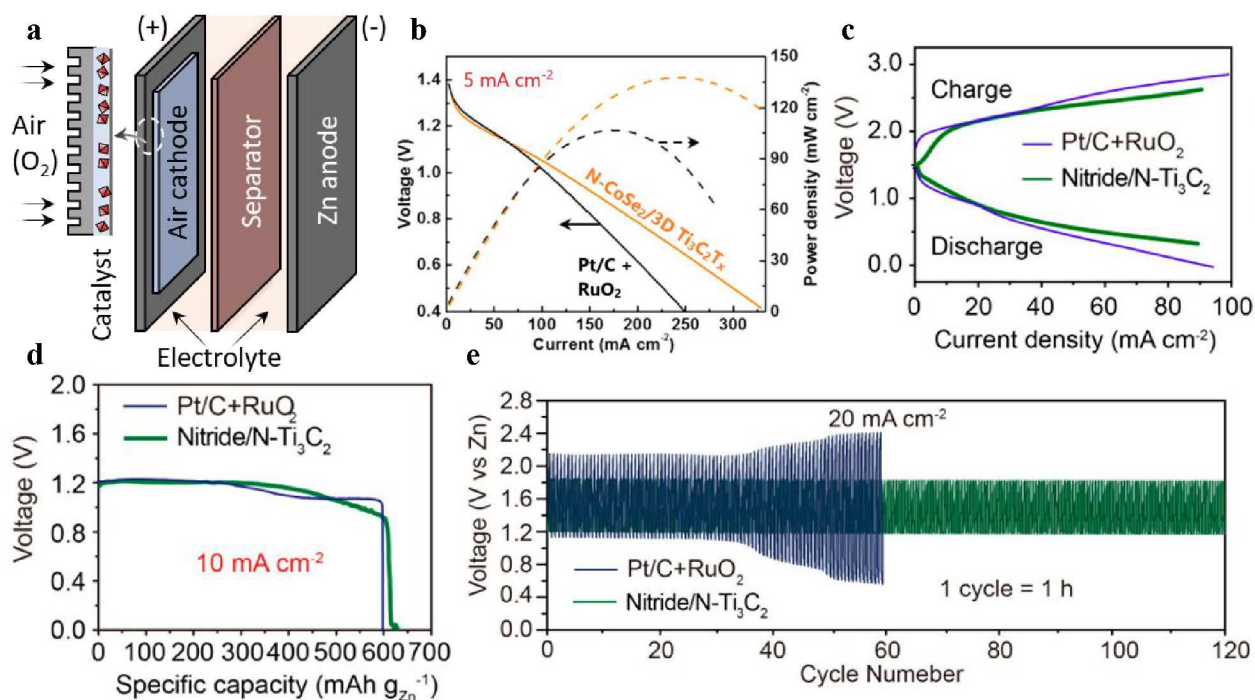 a
(+)
(-)
Air
(O₂)
Catalyst
Air cathode
Separator
Zn anode
Electrolyte
b
5 mA cm⁻²
1.4
1.2
1.0
0.8
0.6
0.4
Voltage (V)
0 50 100 150 200 250 300
Current (mA cm⁻²)
150
120
90
60
30
0
Power density (mW cm⁻²)
N-CoSe₂/3D Ti₃C₂Tₓ
Pt/C +
RuO₂
c
3.0
2.0
1.0
0.0
Voltage (V)
Charge
Pt/C+RuO₂
Nitride/N-Ti₃C₂
Discharge
0 20 40 60 80 100
Current density (mA cm⁻²)
d
2.0
1.6
1.2
0.8
0.4
0.0
Voltage (V)
Pt/C+RuO₂
Nitride/N-Ti₃C₂
10 mA cm⁻²
0 100 200 300 400 500 600 700
Specific capacity (mAh g_Zn⁻¹)
e
2.8
2.4
2.0
1.6
1.2
0.8
0.4
0.0
Voltage (V vs Zn)
20 mA cm⁻²
Pt/C+RuO₂
Nitride/N-Ti₃C₂
1 cycle = 1 h
0 20 40 60 80 100 120
Cycle Numeber